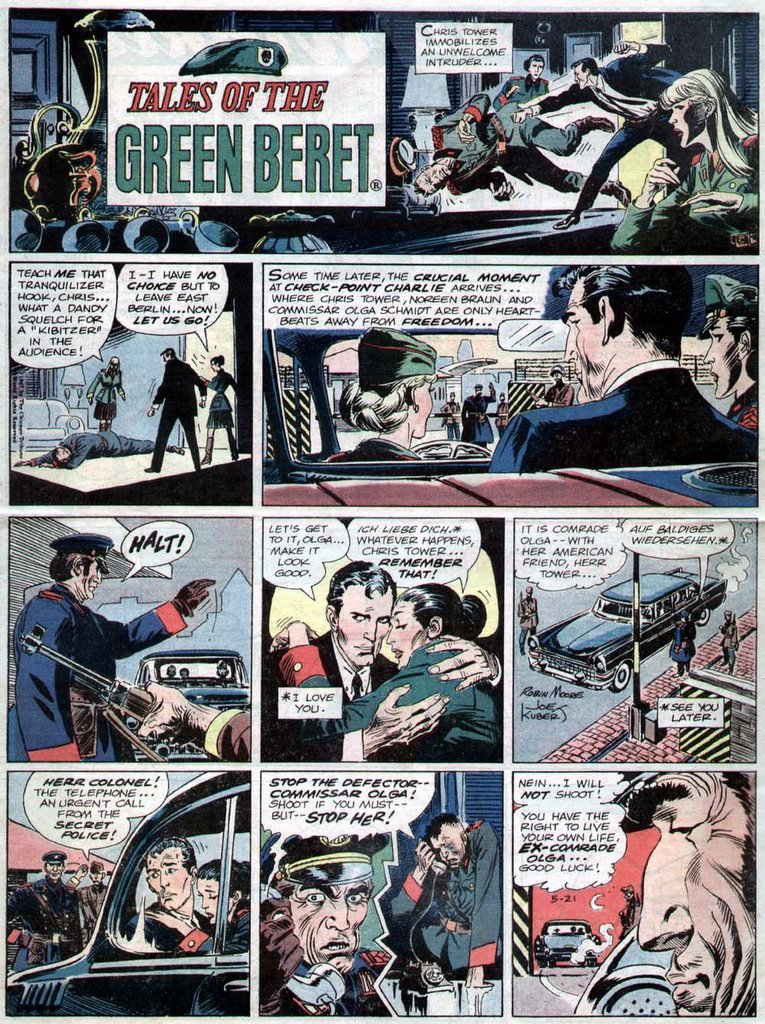 TALES OF THE
GREEN BERET®
CHRIS TOWER
IMMOBILIZES
AN UNWELCOME
INTRUDER...
TEACH ME THAT
TRANQUILIZER
HOOK, CHRIS...
WHAT A DANDY
SQUELCH FOR
A "KIBITZER"
IN THE
AUDIENCE!
I-I HAVE NO
CHOICE BUT TO
LEAVE EAST
BERLIN...NOW!
LET US GO!
SOME TIME LATER, THE CRUCIAL MOMENT
AT CHECK-POINT CHARLIE ARRIVES...
WHERE CHRIS TOWER, NOREEN BRAUN AND
COMMISSAR OLGA SCHMIDT ARE ONLY HEART-
BEATS AWAY FROM FREEDOM...
HALT!
LET'S GET
TO IT, OLGA...
MAKE IT
LOOK
GOOD.
ICH LIEBE DICH.*
WHATEVER HAPPENS,
CHRIS TOWER...
REMEMBER
THAT!
*I LOVE
YOU.
IT IS COMRADE
OLGA--WITH
HER AMERICAN
FRIEND, HERR
TOWER...
AUF BALDIGES
WIEDERSEHEN.*
ROBIN MOORE
JOE
KUBERT
*SEE YOU
LATER.
HERR COLONEL!
THE TELEPHONE...
AN URGENT CALL
FROM THE
SECRET
POLICE!
STOP THE DEFECTOR--
COMMISSAR OLGA!
SHOOT IF YOU MUST--
BUT--STOP HER!
NEIN...I WILL
NOT SHOOT!
YOU HAVE THE
RIGHT TO LIVE
YOUR OWN LIFE,
EX-COMRADE
OLGA...
GOOD LUCK!
5-21